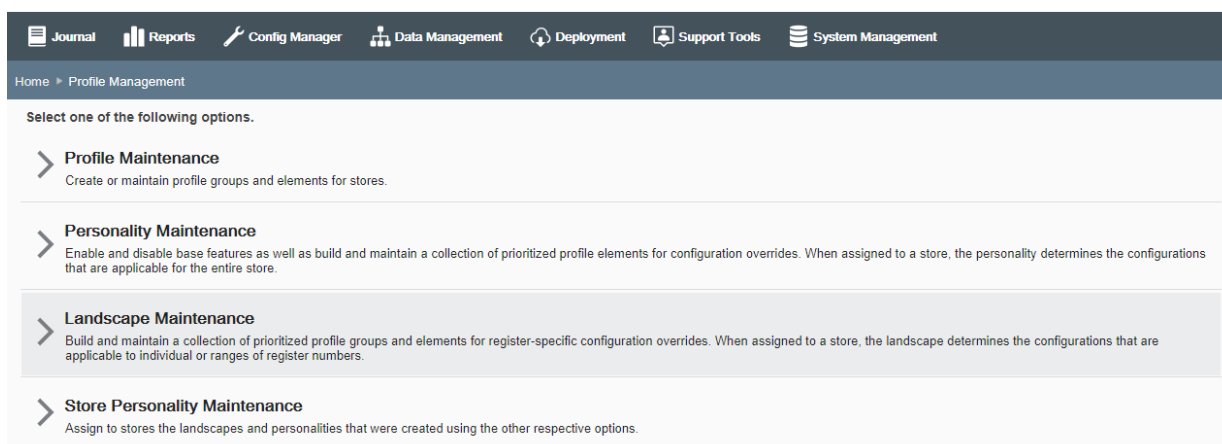 Journal Reports Config Manager Data Management Deployment Support Tools System Management
Home Profile Management
Select one of the following options.
Profile Maintenance
Create or maintain profile groups and elements for stores.
Personality Maintenance
Enable and disable base features as well as build and maintain a collection of prioritized profile elements for configuration overrides. When assigned to a store, the personality determines the configurations
that are applicable for the entire store.
Landscape Maintenance
Build and maintain a collection of prioritized profile groups and elements for register-specific configuration overrides. When assigned to a store, the landscape determines the configurations that are
applicable to individual or ranges of register numbers.
Store Personality Maintenance
Assign to stores the landscapes and personalities that were created using the other respective options.